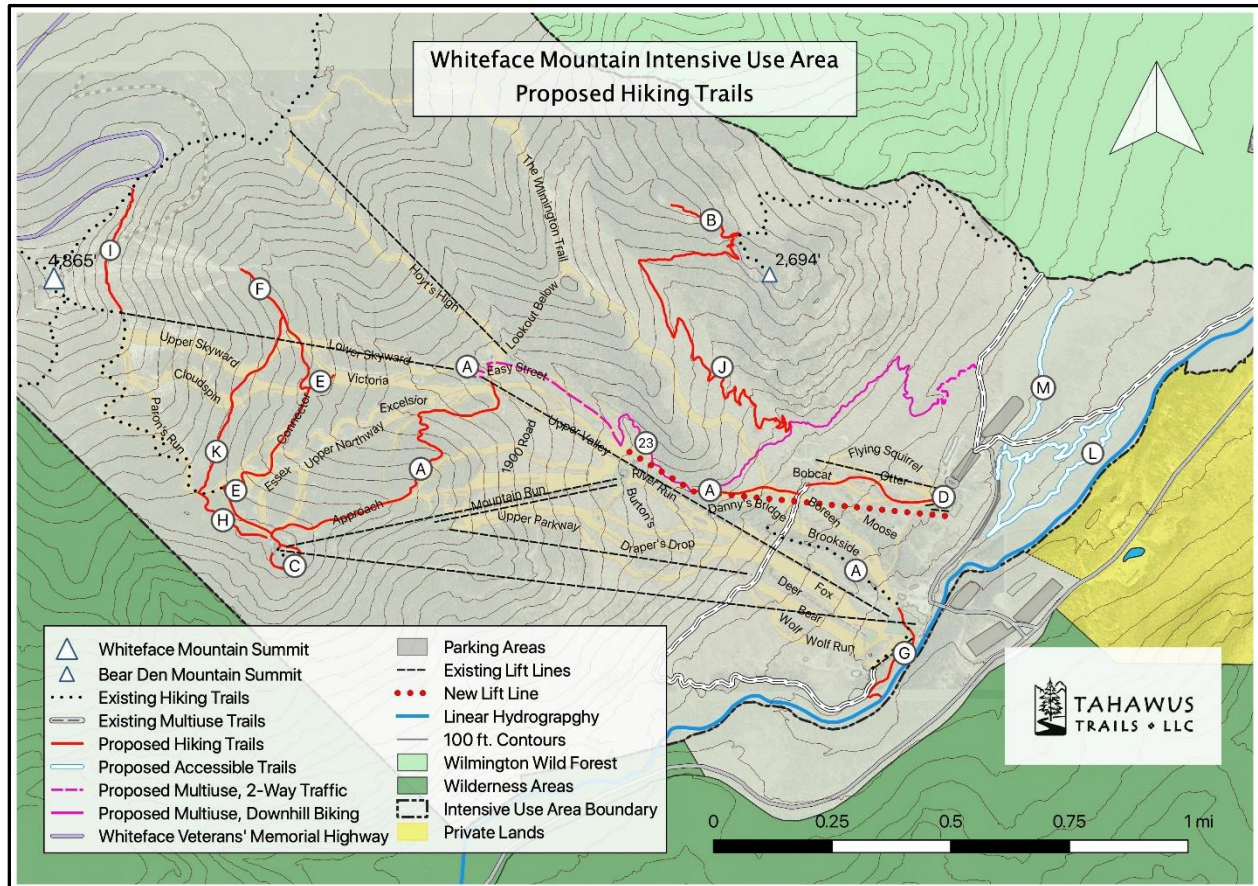 Whiteface Mountain Intensive Use Area
Proposed Hiking Trails
B
I
4,865'
2,694'
F
The Wilmington Trail
Hoyt's High
Lookout Below
Upper Skyward
Lower Skyward
A
Easy Street
J
M
Cloudspin
E
Victoria
Excelsior
Paron's Run
Connector
Upper Northway
Essex
1900 Road
Upper Valley
23
K
A
L
Flying Squirrel
Bobcat
Otter
E
River Run
A
D
Mountain Run
Burton's
Danny's Bridge
Boreen
Moose
H
Approach
Upper Parkway
Brookside
Draper's Drop
C
A
Deer
Fox
Bear
Wolf
Wolf Run
G
Whiteface Mountain Summit
Bear Den Mountain Summit
Existing Hiking Trails
Existing Multiuse Trails
Proposed Hiking Trails
Proposed Accessible Trails
Proposed Multiuse, 2-Way Traffic
Proposed Multiuse, Downhill Biking
Whiteface Veterans' Memorial Highway
Parking Areas
Existing Lift Lines
New Lift Line
Linear Hydrograpghy
100 ft. Contours
Wilmington Wild Forest
Wilderness Areas
Intensive Use Area Boundary
Private Lands
TAHAWUS
TRAILS LLC
0 0.25 0.5 0.75 1 mi